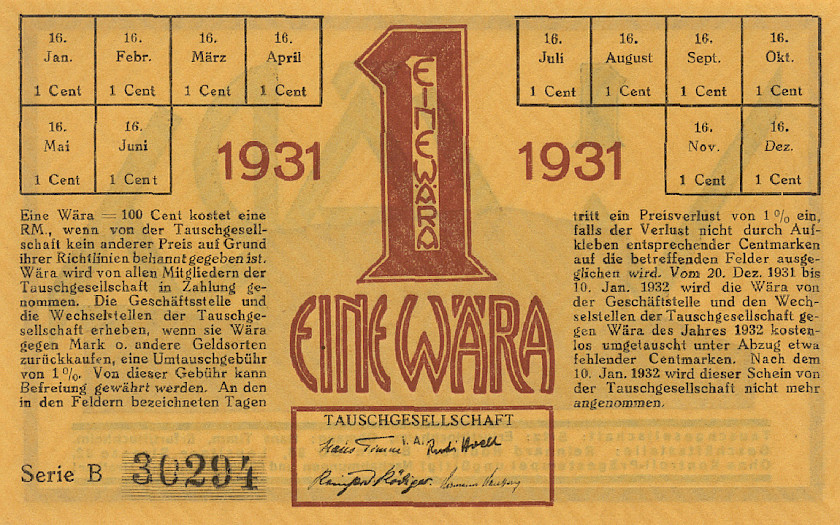 16. Jan. 1 Cent
16. Febr. 1 Cent
16. März 1 Cent
16. April 1 Cent
16. Mai 1 Cent
16. Juni 1 Cent
1
EINE WÄRA
16. Juli 1 Cent
16. August 1 Cent
16. Sept. 1 Cent
16. Okt. 1 Cent
16. Nov. 1 Cent
16. Dez. 1 Cent
1931
1931
Eine Wära = 100 Cent kostet eine
RM., wenn von der Tauschgesell-
schaft kein anderer Preis auf Grund
ihrer Richtlinien bekannt gegeben ist.
Wära wird von allen Mitgliedern der
Tauschgesellschaft in Zahlung ge-
nommen. Die Geschäftsstelle und
die Wechselstellen der Tauschge-
sellschaft erheben, wenn sie Wära
gegen Mark o. andere Geldsorten
zurückkaufen, eine Umtauschgebühr
von 1%. Von dieser Gebühr kann
Befreiung gewährt werden. An den
in den Feldern bezeichneten Tagen
tritt ein Preisverlust von 1% ein,
falls der Verlust nicht durch Auf-
kleben entsprechender Centmarken
auf die betreffenden Felder ausge-
glichen wird. Vom 20. Dez. 1931 bis
10. Jan. 1932 wird die Wära von
der Geschäftstelle und den Wech-
selstellen der Tauschgesellschaft ge-
gen Wära des Jahres 1932 kosten-
los umgetauscht unter Abzug etwa
fehlender Centmarken. Nach dem
10. Jan. 1932 wird dieser Schein von
der Tauschgesellschaft nicht mehr
angenommen.
EINE WÄRA
TAUSCHGESELLSCHAFT
i. A.
Serie B 30294